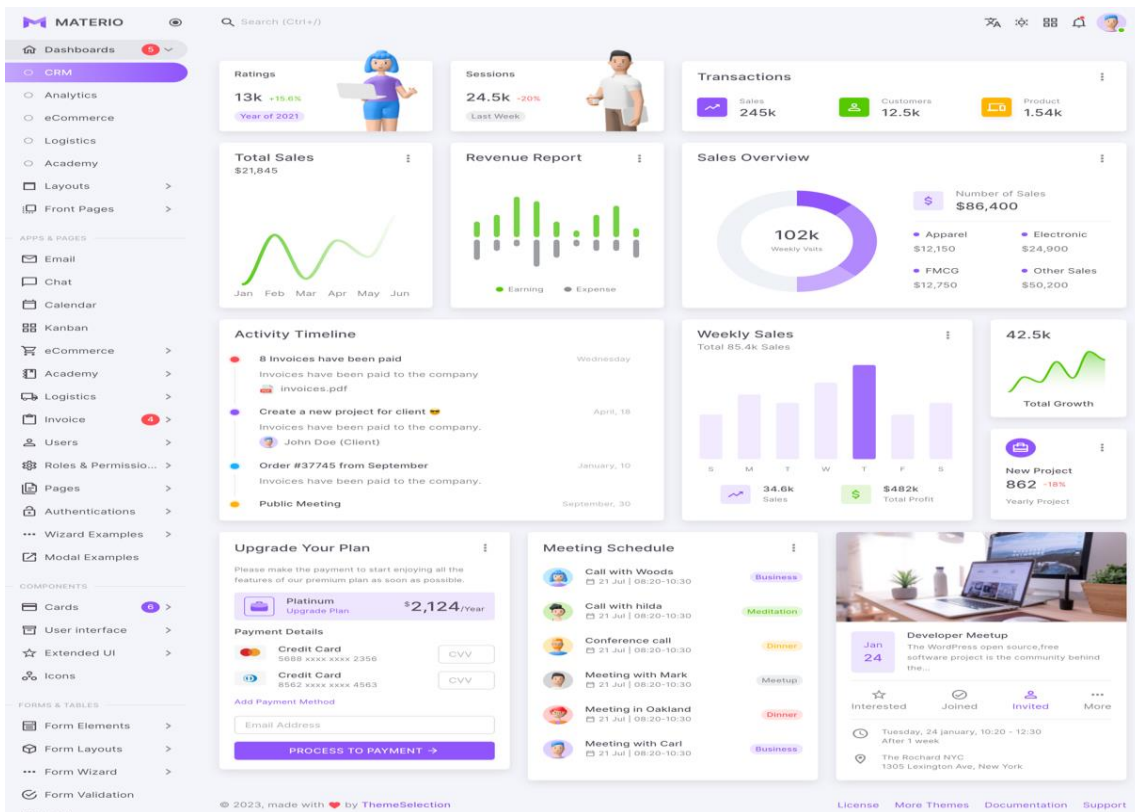 MATERIO
Search (Ctrl+/)
Dashboards 5
CRM
Analytics
eCommerce
Logistics
Academy
Layouts
Front Pages
APPS & PAGES
Email
Chat
Calendar
Kanban
eCommerce
Academy
Logistics
Invoice 4
Users
Roles & Permissio...
Pages
Authentications
Wizard Examples
Modal Examples
COMPONENTS
Cards 6
User interface
Extended UI
Icons
FORMS & TABLES
Form Elements
Form Layouts
Form Wizard
Form Validation
Ratings
13k +15.6%
Year of 2021
Sessions
24.5k -20%
Last Week
Transactions
Sales
245k
Customers
12.5k
Product
1.54k
Total Sales
$21,845
Jan Feb Mar Apr May Jun
Revenue Report
Earning Expense
Sales Overview
102k
Weekly Vsits
Number of Sales
$86,400
Apparel
$12,150
Electronic
$24,900
FMCG
$12,750
Other Sales
$50,200
Activity Timeline
8 Invoices have been paid Wednesday
Invoices have been paid to the company
invoices.pdf
Create a new project for client 😎 April, 18
Invoices have been paid to the company.
John Doe (Client)
Order #37745 from September January, 10
Invoices have been paid to the company.
Public Meeting September, 30
Weekly Sales
Total 85.4k Sales
S M T W T F S
34.6k
Sales
$482k
Total Profit
42.5k
Total Growth
New Project
862 -18%
Yearly Project
Upgrade Your Plan
Please make the payment to start enjoying all the
features of our premium plan as soon as possible.
Platinum
Upgrade Plan
$2,124/Year
Payment Details
Credit Card
5688 xxxx xxxx 2356
CVV
Credit Card
8562 xxxx xxxx 4563
CVV
Add Payment Method
Email Address
PROCESS TO PAYMENT →
Meeting Schedule
Call with Woods
21 Jul | 08:20-10:30
Business
Call with hilda
21 Jul | 08:20-10:30
Meditation
Conference call
21 Jul | 08:20-10:30
Dinner
Meeting with Mark
21 Jul | 08:20-10:30
Meetup
Meeting in Oakland
21 Jul | 08:20-10:30
Dinner
Meeting with Carl
21 Jul | 08:20-10:30
Business
Jan
24
Developer Meetup
The WordPress open source,free
software project is the community behind
the...
Interested Joined Invited More
Tuesday, 24 january, 10:20 - 12:30
After 1 week
The Rochard NYC
1305 Lexington Ave, New York
© 2023, made with ❤️ by ThemeSelection
License More Themes Documentation Support